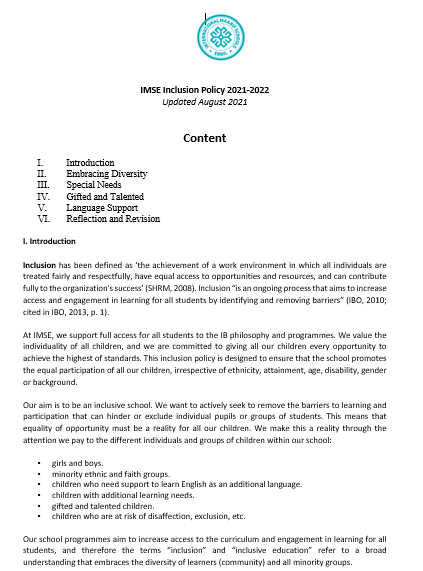 INTERNATIONAL MAARIF SCHOOLS
IMSE Inclusion Policy 2021-2022
Updated August 2021
Content
I. Introduction
II. Embracing Diversity
III. Special Needs
IV. Gifted and Talented
V. Language Support
VI. Reflection and Revision
I. Introduction
Inclusion has been defined as ‘the achievement of a work environment in which all individuals are
treated fairly and respectfully, have equal access to opportunities and resources, and can contribute
fully to the organization's success’ (SHRM, 2008). Inclusion “is an ongoing process that aims to increase
access and engagement in learning for all students by identifying and removing barriers” (IBO, 2010;
cited in IBO, 2013, p. 1).
At IMSE, we support full access for all students to the IB philosophy and programmes. We value the
individuality of all children, and we are committed to giving all our children every opportunity to
achieve the highest of standards. This inclusion policy is designed to ensure that the school promotes
the equal participation of all our children, irrespective of ethnicity, attainment, age, disability, gender
or background.
Our aim is to be an inclusive school. We want to actively seek to remove the barriers to learning and
participation that can hinder or exclude individual pupils or groups of students. This means that
equality of opportunity must be a reality for all our children. We make this a reality through the
attention we pay to the different individuals and groups of children within our school:
• girls and boys.
• minority ethnic and faith groups.
• children who need support to learn English as an additional language.
• children with additional learning needs.
• gifted and talented children.
• children who are at risk of disaffection, exclusion, etc.
Our school programmes aim to increase access to the curriculum and engagement in learning for all
students, and therefore the terms “inclusion” and “inclusive education” refer to a broad
understanding that embraces the diversity of learners (community) and all minority groups.